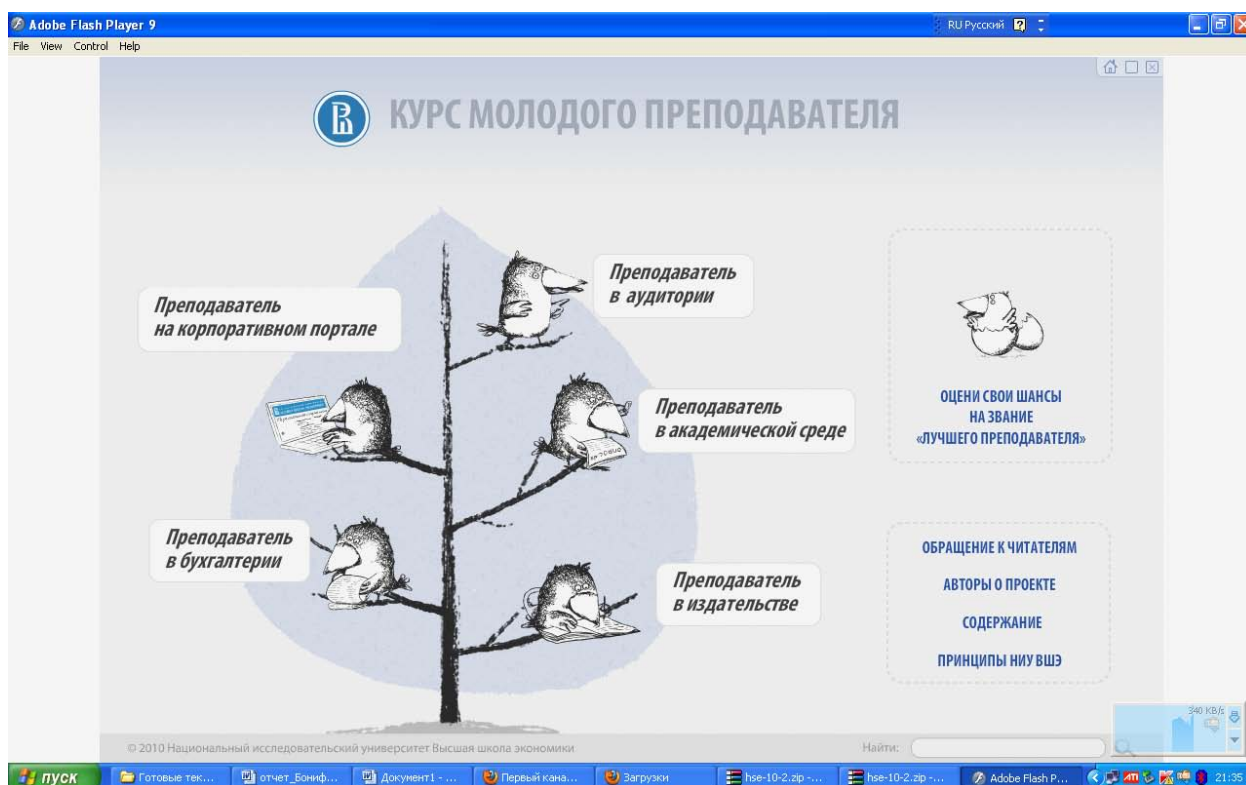 Adobe Flash Player 9
RU Русский
File View Control Help
КУРС МОЛОДОГО ПРЕПОДАВАТЕЛЯ
Преподаватель
в аудитории
Преподаватель
на корпоративном портале
Преподаватель
в академической среде
Преподаватель
в бухгалтерии
Преподаватель
в издательстве
ОЦЕНИ СВОИ ШАНСЫ
НА ЗВАНИЕ
«ЛУЧШЕГО ПРЕПОДАВАТЕЛЯ»
ОБРАЩЕНИЕ К ЧИТАТЕЛЯМ
АВТОРЫ О ПРОЕКТЕ
СОДЕРЖАНИЕ
ПРИНЦИПЫ НИУ ВШЭ
340 KB/s
© 2010 Национальный исследовательский университет Высшая школа экономики
Найти:
пуск
Готовые тек...
отчет_Бониф...
Документ1 - ...
Первый кана...
Загрузки
hse-10-2.zip -...
hse-10-2.zip -...
Adobe Flash P...
21:35